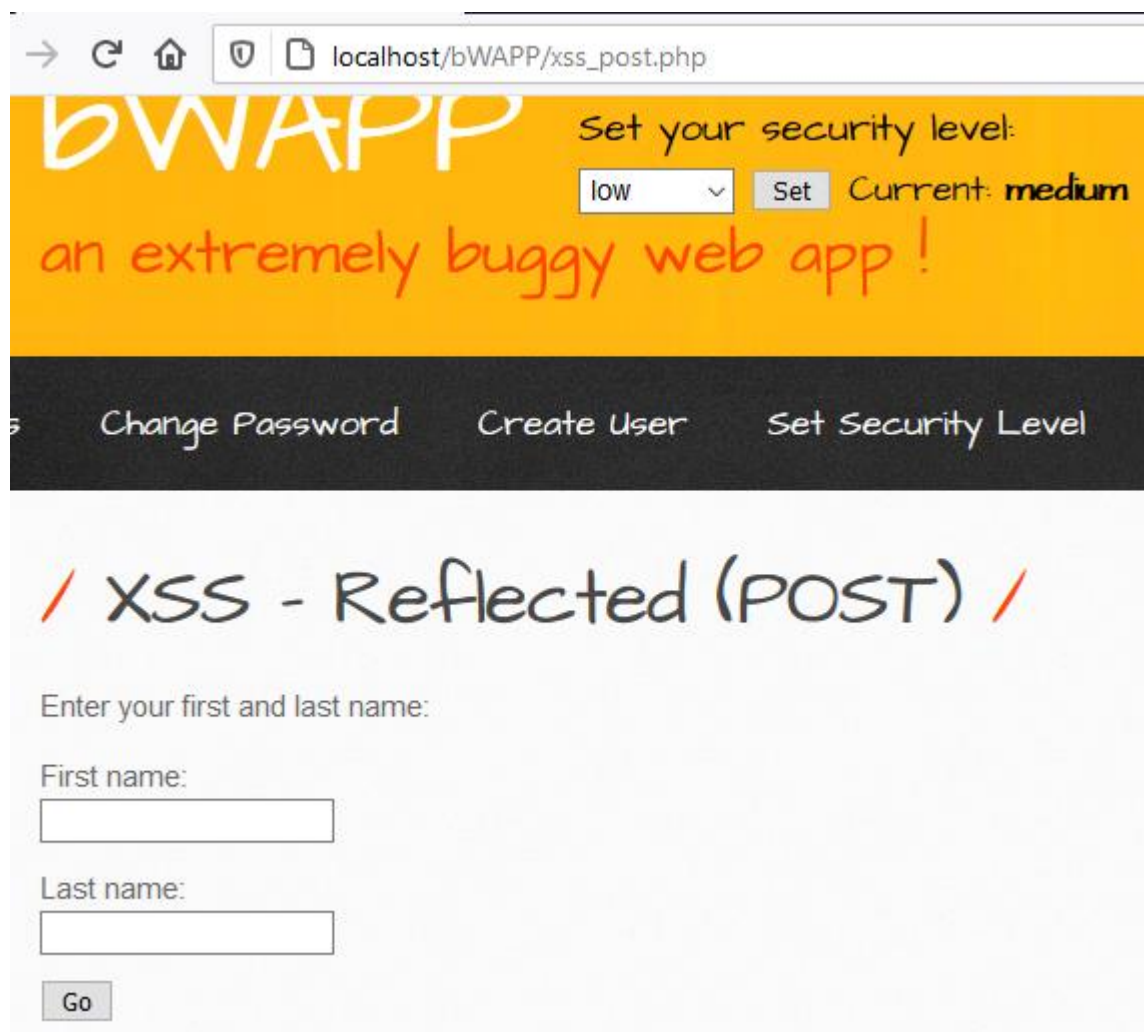 localhost/bWAPP/xss_post.php
bWAPP
Set your security level:
low Set Current: medium
an extremely buggy web app !
s Change Password Create User Set Security Level
/ XSS - Reflected (POST) /
Enter your first and last name:
First name:
Last name:
Go